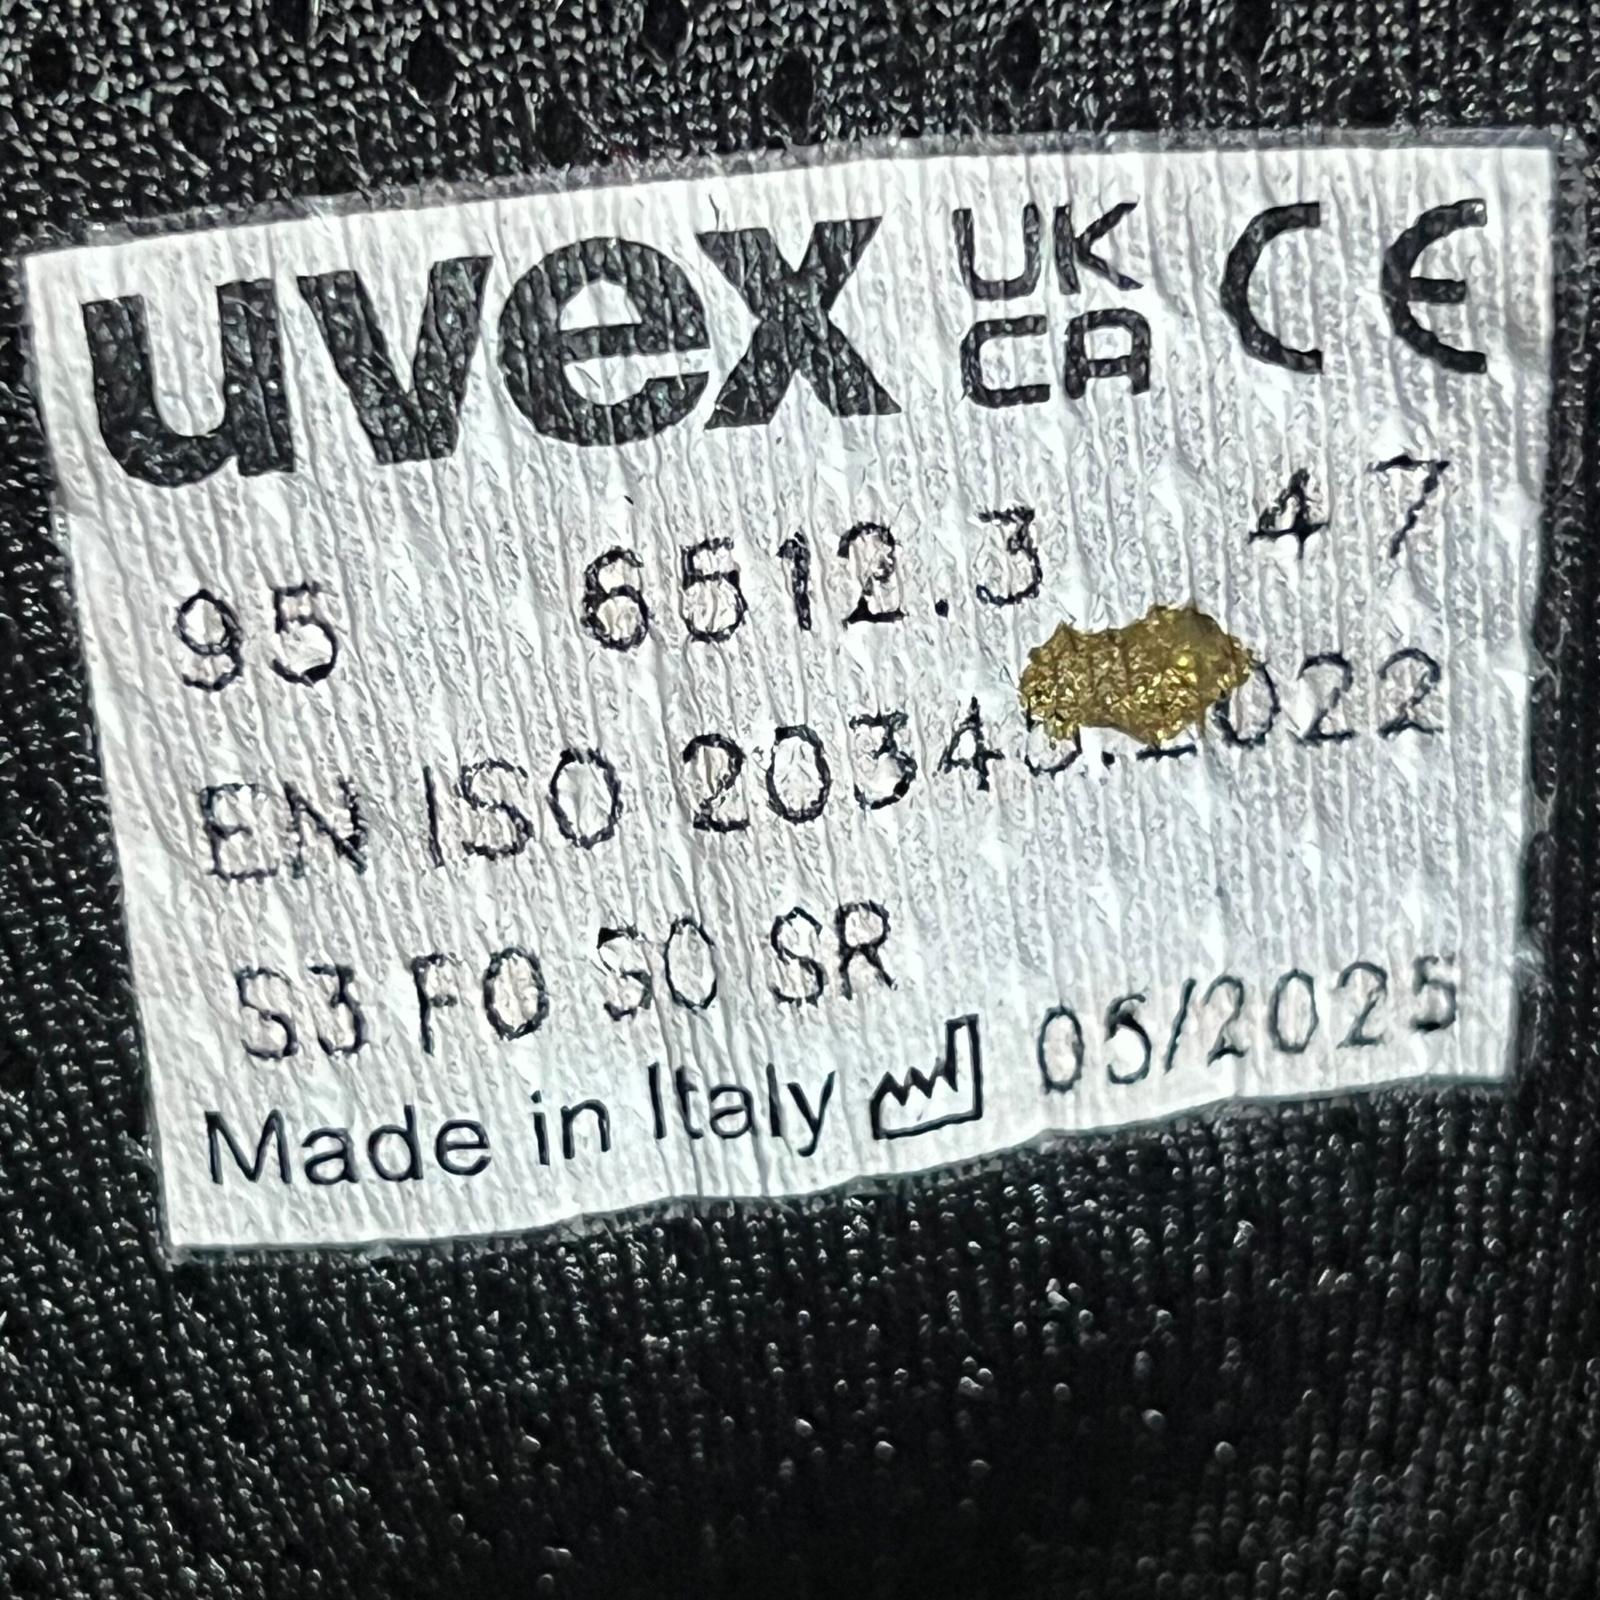 uvex UK CA CE
95 6512.3 47
EN ISO
S3 FO SO SR
Made in Italy 05/2025